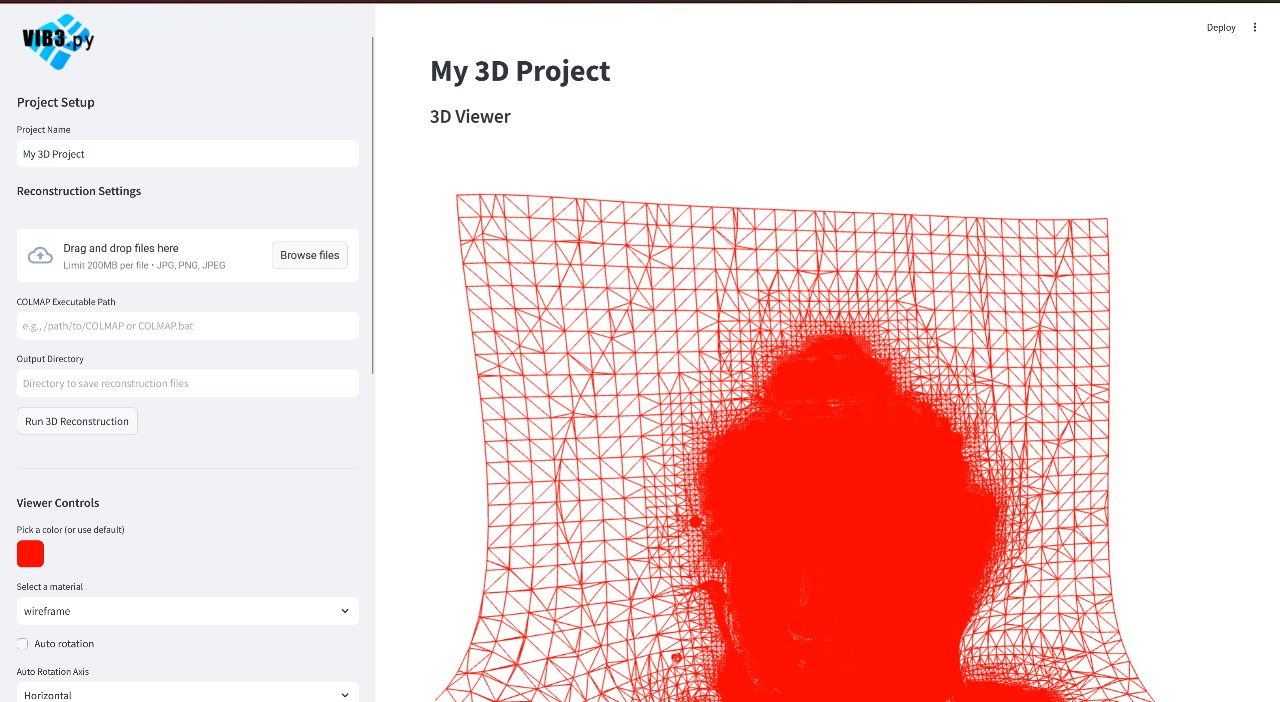 VIB3.py
Project Setup
Project Name
My 3D Project
Reconstruction Settings
Drag and drop files here
Limit 200MB per file • JPG, PNG, JPEG
Browse files
COLMAP Executable Path
e.g., /path/to/COLMAP or COLMAP.bat
Output Directory
Directory to save reconstruction files
Run 3D Reconstruction
Viewer Controls
Pick a color (or use default)
Select a material
wireframe
Auto rotation
Auto Rotation Axis
Horizontal
Deploy
My 3D Project
3D Viewer